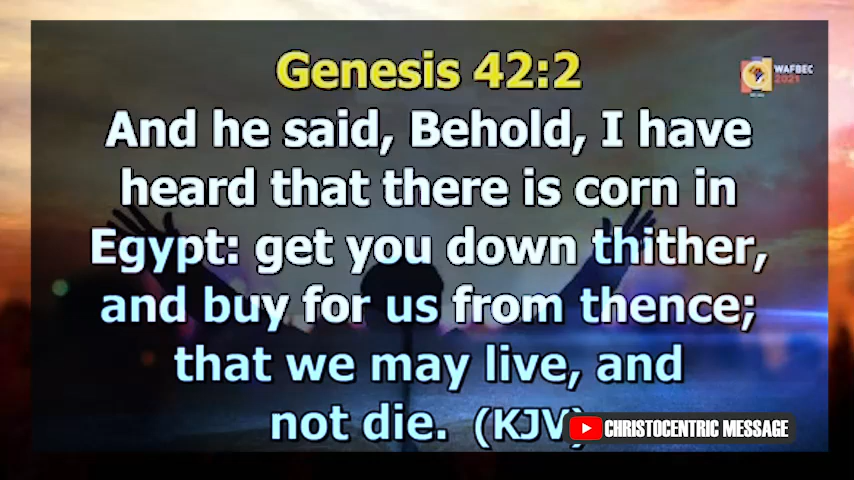 Genesis 42:2
WAFBEC
2021
And he said, Behold, I have
heard that there is corn in
Egypt: get you down thither,
and buy for us from thence;
that we may live, and
not die. (KJV)
CHRISTOCENTRIC MESSAGE